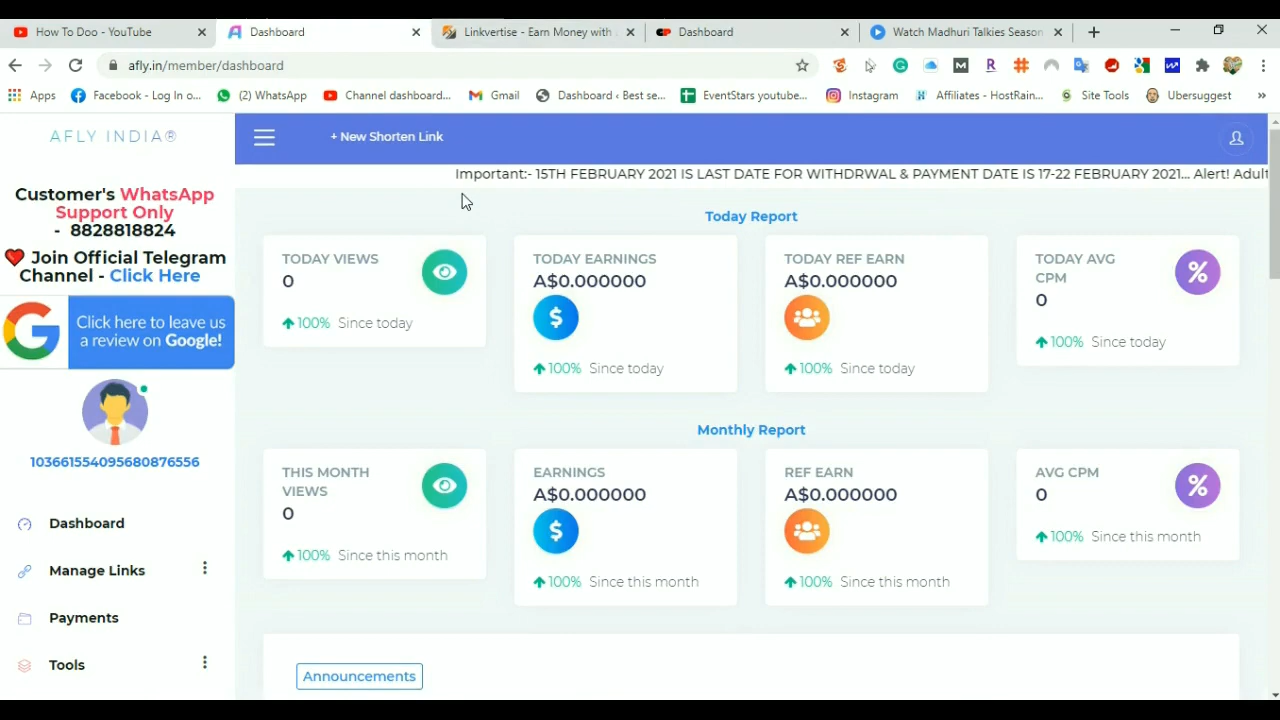 How To Doo - YouTube
Dashboard
Linkvertise - Earn Money with
Dashboard
Watch Madhuri Talkies Season
afly.in/member/dashboard
Apps
Facebook - Log In o...
(2) WhatsApp
Channel dashboard...
Gmail
Dashboard ‹ Best se...
EventStars youtube...
Instagram
Affiliates - HostRain...
Site Tools
Ubersuggest
»
AFLY INDIA®
+ New Shorten Link
Important:- 15TH FEBRUARY 2021 IS LAST DATE FOR WITHDRWAL & PAYMENT DATE IS 17-22 FEBRUARY 2021... Alert! Adult
Customer's WhatsApp
Support Only
- 8828818824
Join Official Telegram
Channel - Click Here
Click here to leave us
a review on Google!
103661554095680876556
Dashboard
Manage Links
Payments
Tools
Today Report
TODAY VIEWS
0
100% Since today
TODAY EARNINGS
A$0.000000
100% Since today
TODAY REF EARN
A$0.000000
100% Since today
TODAY AVG
CPM
0
100% Since today
Monthly Report
THIS MONTH
VIEWS
0
100% Since this month
EARNINGS
A$0.000000
100% Since this month
REF EARN
A$0.000000
100% Since this month
AVG CPM
0
100% Since this month
Announcements